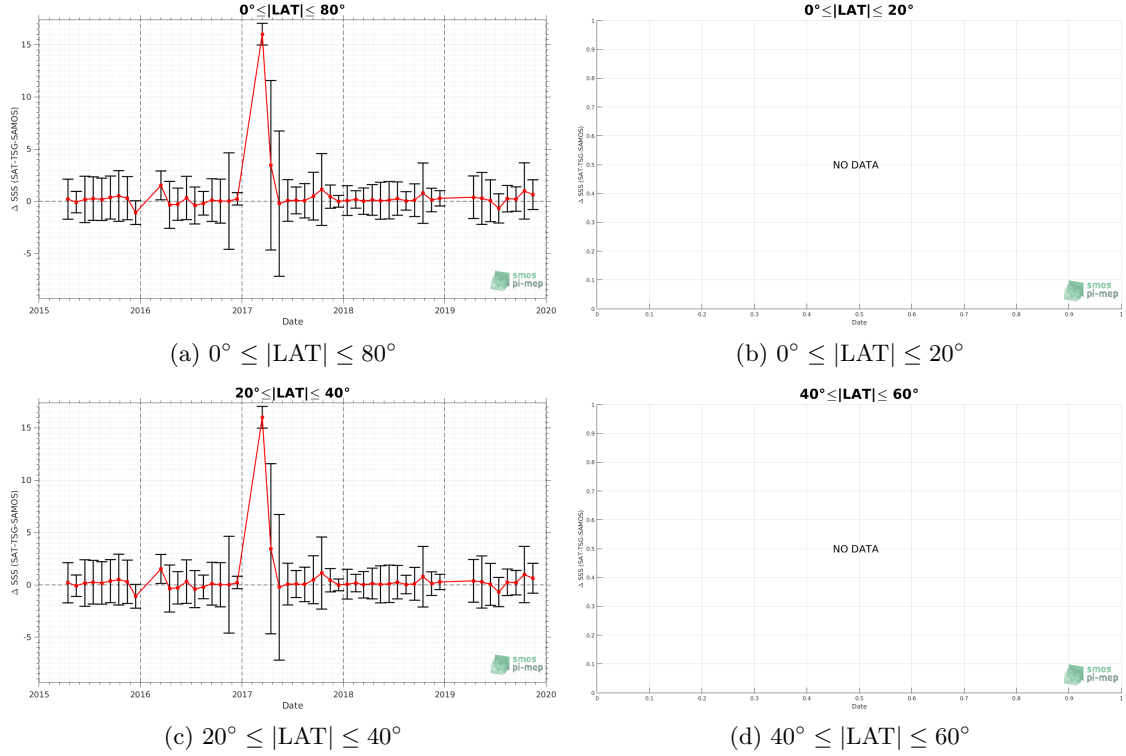 0°≤|LAT|≤ 80°
Δ SSS (SAT-TSG-SAMOS)
15
10
5
0
-5
2015 2016 2017 2018 2019 2020
Date
smos
pi-mep
(a) 0° ≤ |LAT| ≤ 80°
0°≤|LAT|≤ 20°
Δ SSS (SAT-TSG-SAMOS)
1
0.9
0.8
0.7
0.6
0.5
0.4
0.3
0.2
0.1
0
NO DATA
0 0.1 0.2 0.3 0.4 0.5 0.6 0.7 0.8 0.9 1
Date
smos
pi-mep
(b) 0° ≤ |LAT| ≤ 20°
20°≤|LAT|≤ 40°
Δ SSS (SAT-TSG-SAMOS)
15
10
5
0
-5
2015 2016 2017 2018 2019 2020
Date
smos
pi-mep
(c) 20° ≤ |LAT| ≤ 40°
40°≤|LAT|≤ 60°
Δ SSS (SAT-TSG-SAMOS)
1
0.9
0.8
0.7
0.6
0.5
0.4
0.3
0.2
0.1
0
NO DATA
0 0.1 0.2 0.3 0.4 0.5 0.6 0.7 0.8 0.9 1
Date
smos
pi-mep
(d) 40° ≤ |LAT| ≤ 60°